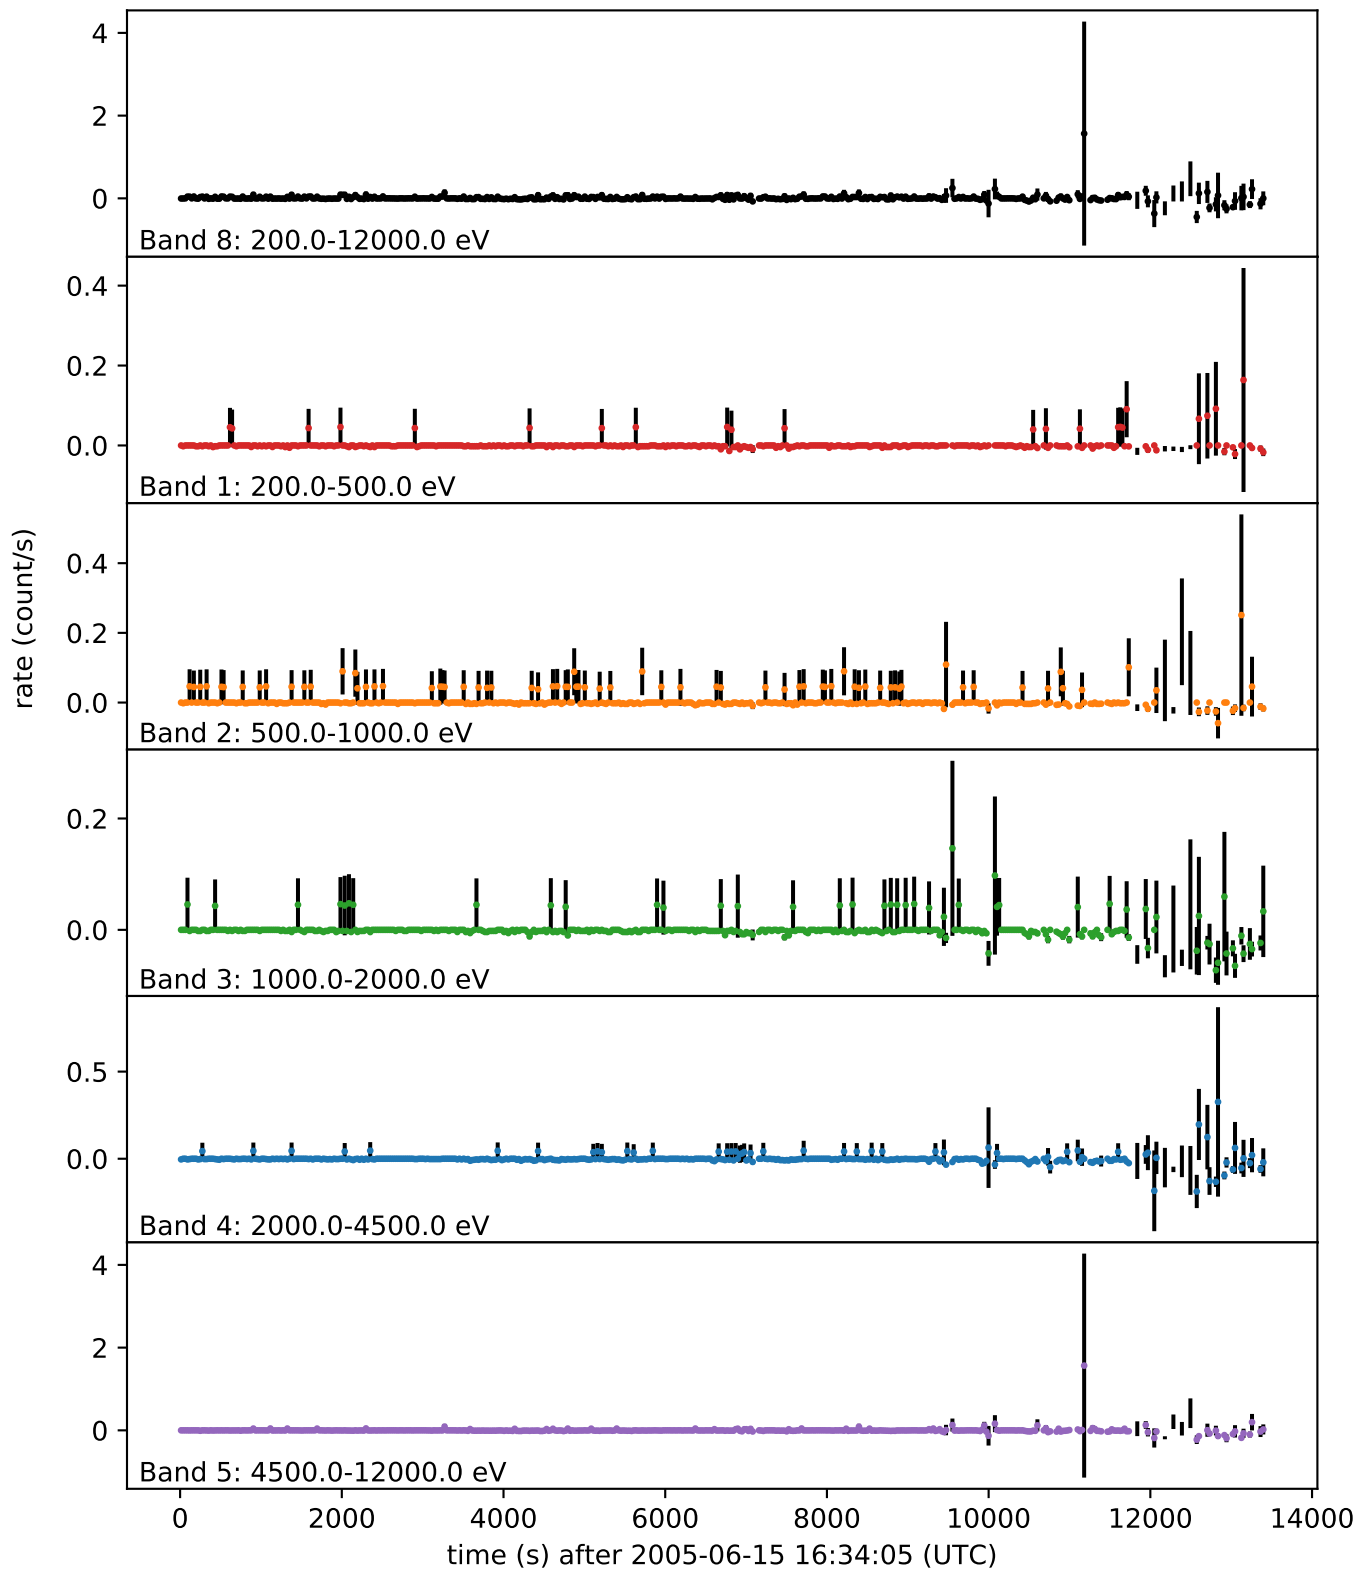 4
2
0
Band 8: 200.0-12000.0 eV
0.4
0.2
0.0
Band 1: 200.0-500.0 eV
0.4
0.2
0.0
Band 2: 500.0-1000.0 eV
rate (count/s)
0.2
0.0
Band 3: 1000.0-2000.0 eV
0.5
0.0
Band 4: 2000.0-4500.0 eV
4
2
0
Band 5: 4500.0-12000.0 eV
0 2000 4000 6000 8000 10000 12000 14000
time (s) after 2005-06-15 16:34:05 (UTC)